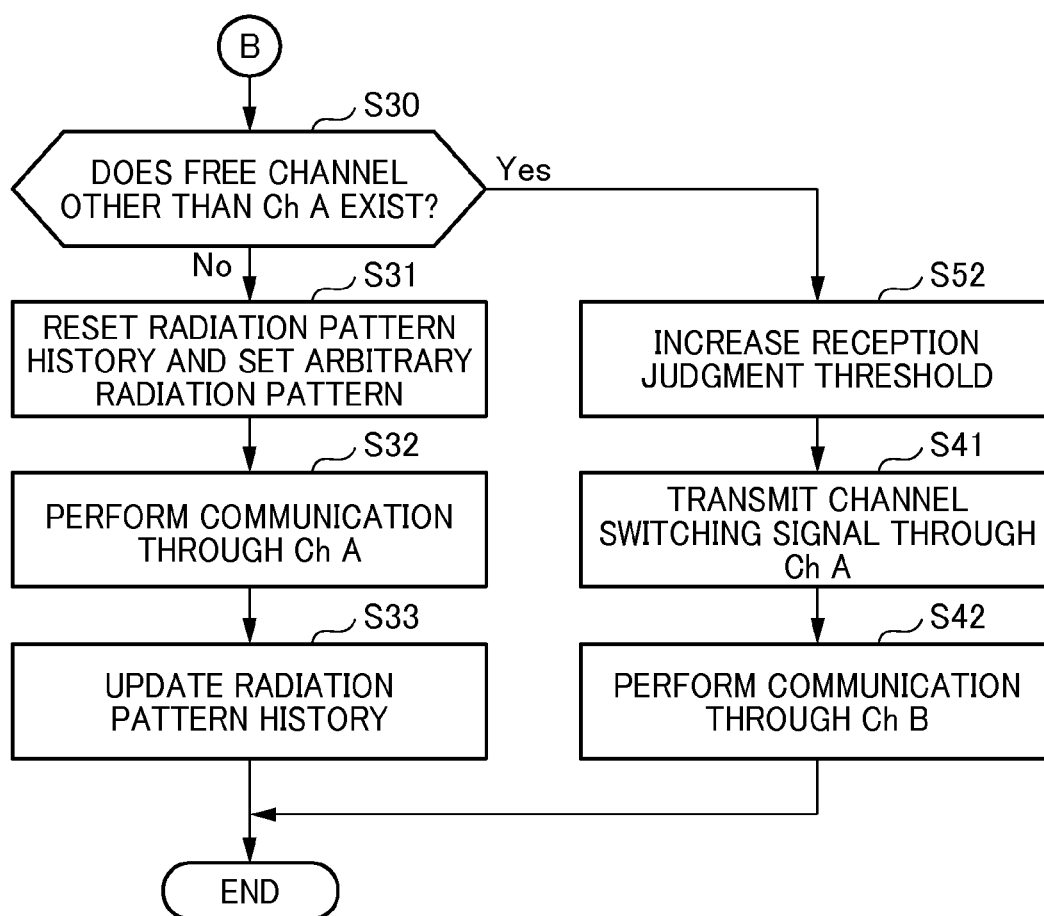 B
S30
DOES FREE CHANNEL
OTHER THAN Ch A EXIST?
Yes
No
S31
RESET RADIATION PATTERN
HISTORY AND SET ARBITRARY
RADIATION PATTERN
S32
PERFORM COMMUNICATION
THROUGH Ch A
S33
UPDATE RADIATION
PATTERN HISTORY
S52
INCREASE RECEPTION
JUDGMENT THRESHOLD
S41
TRANSMIT CHANNEL
SWITCHING SIGNAL THROUGH
Ch A
S42
PERFORM COMMUNICATION
THROUGH Ch B
END